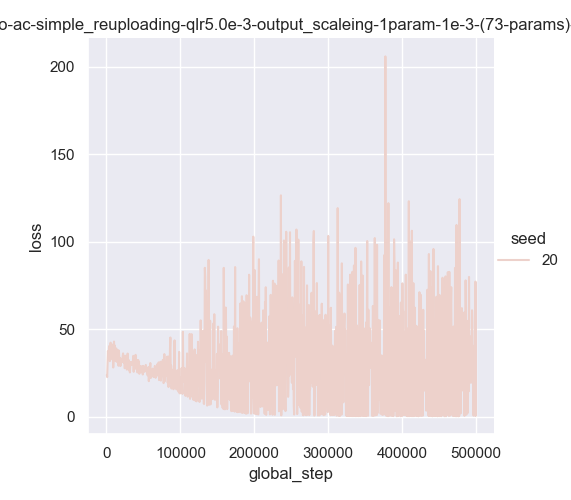 o-ac-simple_reuploading-qlr5.0e-3-output_scaleing-1param-1e-3-(73-params)
200
150
100
50
0
loss
0 100000 200000 300000 400000 500000
global_step
seed
20